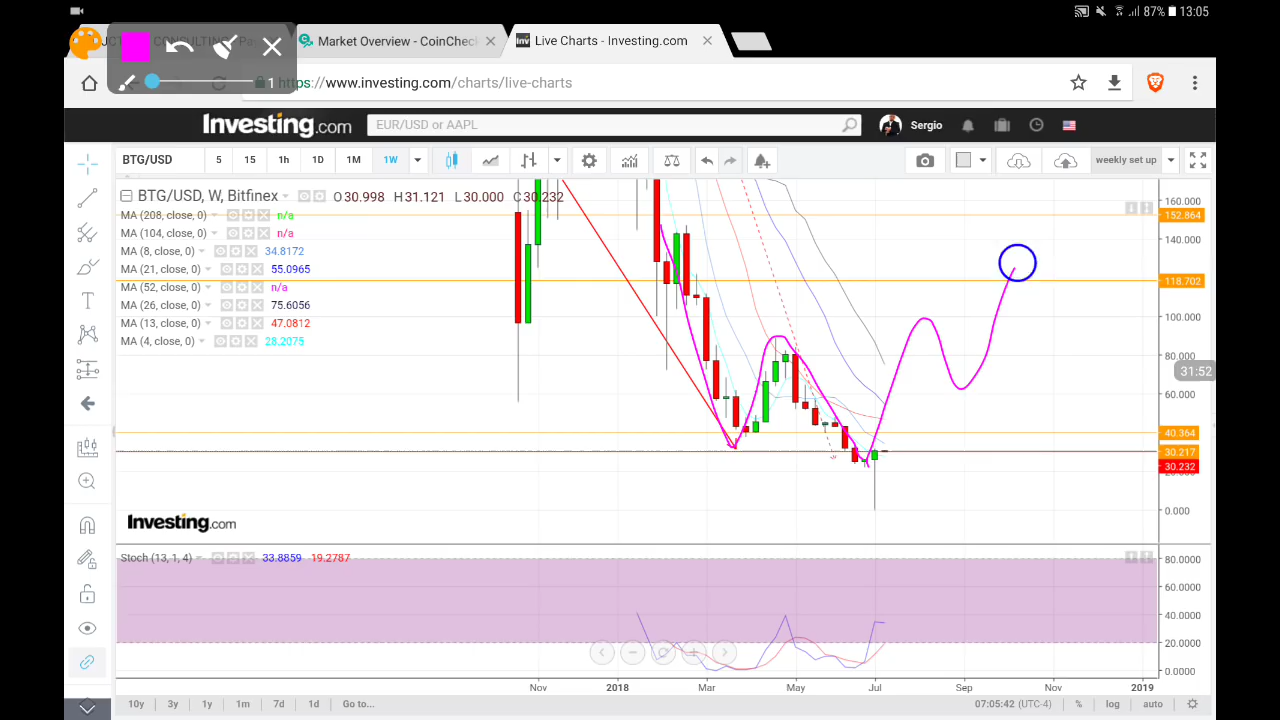 87% 13:05
Market Overview - CoinChec
Live Charts - Investing.com
1
https://www.investing.com/charts/live-charts
Investing.com
EUR/USD or AAPL
Sergio
BTG/USD 5 15 1h 1D 1M 1W
weekly set up
BTG/USD, W, Bitfinex O30.998 H31.121 L30.000 C30.232
MA (208, close, 0) n/a
MA (104, close, 0) n/a
MA (8, close, 0) 34.8172
MA (21, close, 0) 55.0965
MA (52, close, 0) n/a
MA (26, close, 0) 75.6056
MA (13, close, 0) 47.0812
MA (4, close, 0) 28.2075
160.000
152.864
140.000
118.702
100.000
80.000
31:52
60.000
40.364
30.217
30.232
0.000
Investing.com
Stoch (13, 1, 4) 33.8859 19.2787
80.0000
60.0000
40.0000
20.0000
0.0000
Nov 2018 Mar May Jul Sep Nov 2019
10y 3y 1y 1m 7d 1d Go to... 07:05:42 (UTC-4) % log auto